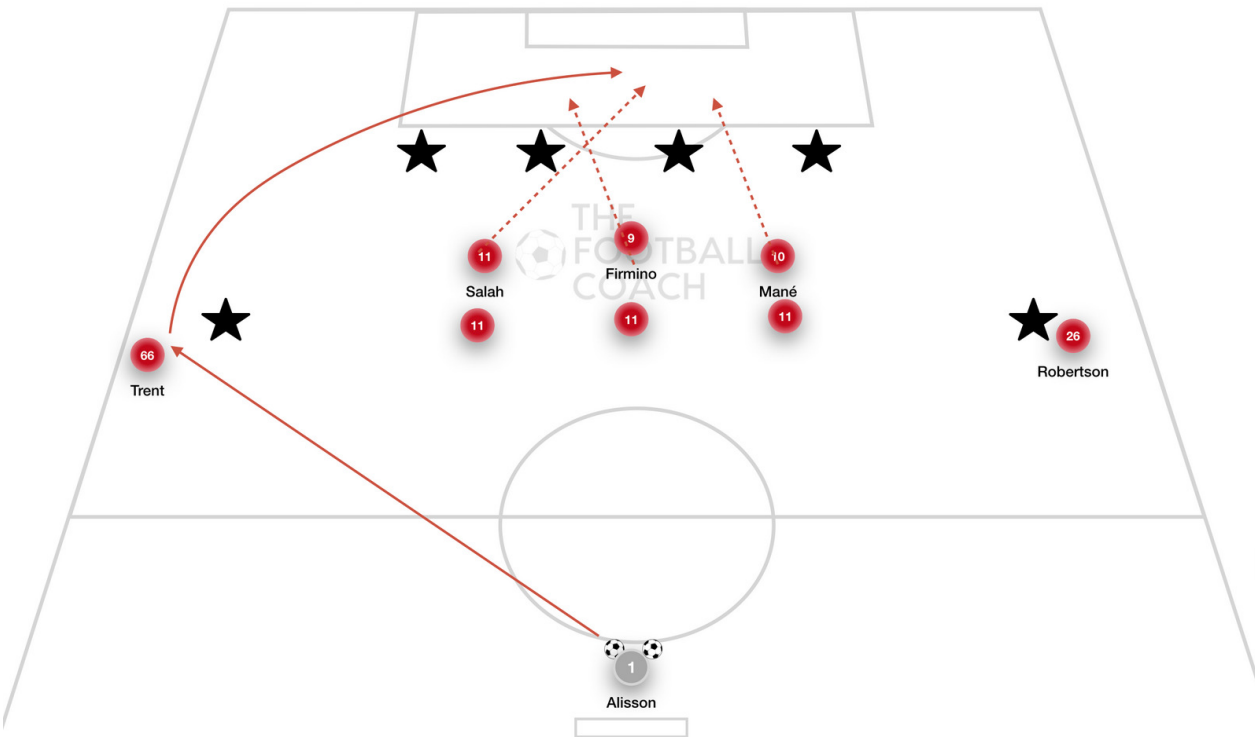 THE
FOOTBALL
COACH
9
11
10
Firmino
Salah
Mané
11
11
11
66
26
Trent
Robertson
1
Alisson